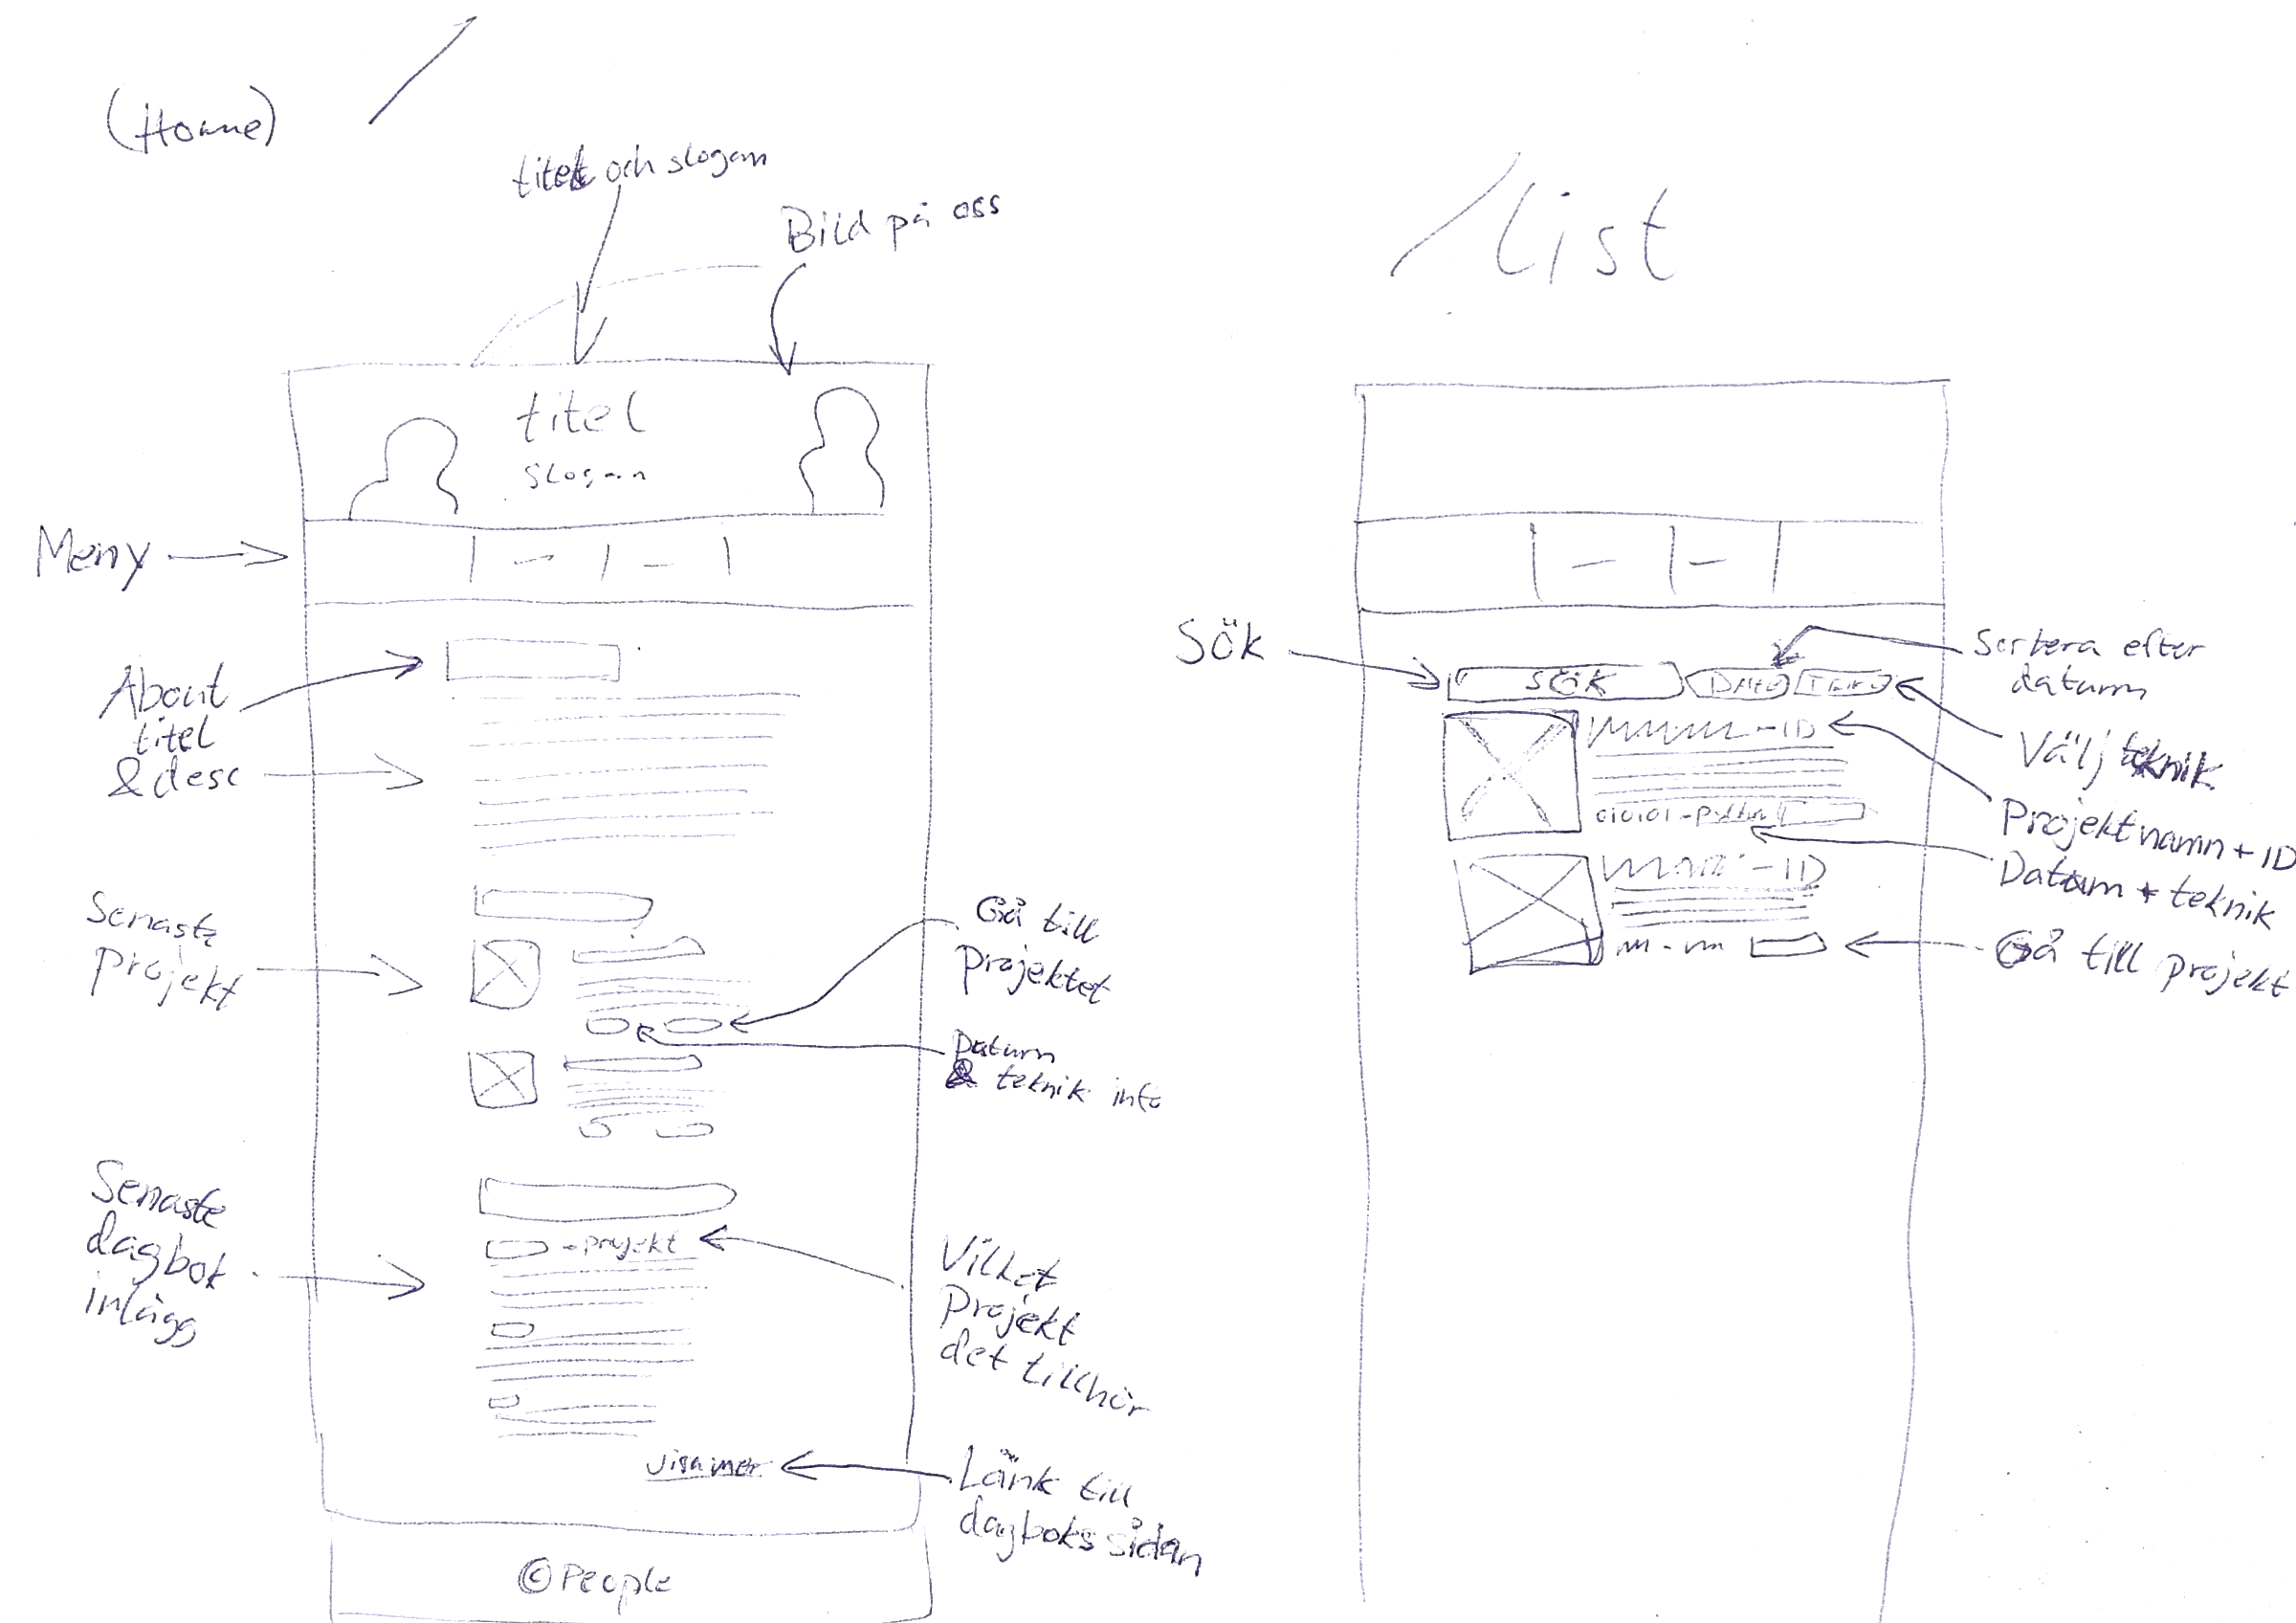 (Home) /
titel och slogan
Bild på oss
titel
slogan
Meny
About
titel
& desc
Senaste
projekt
Gå till
projektet
Datum
& teknik info
Senaste
dagbok
inlägg
- projekt
Vilket
Projekt
det tillhör
visa mer
Länk till
dagboks sidan
© People
/list
Sök
SÖK
Sortera efter
datum
Välj teknik
- ID
Projektnamn + ID
010101 - python
Datum + teknik
- ID
Gå till projekt